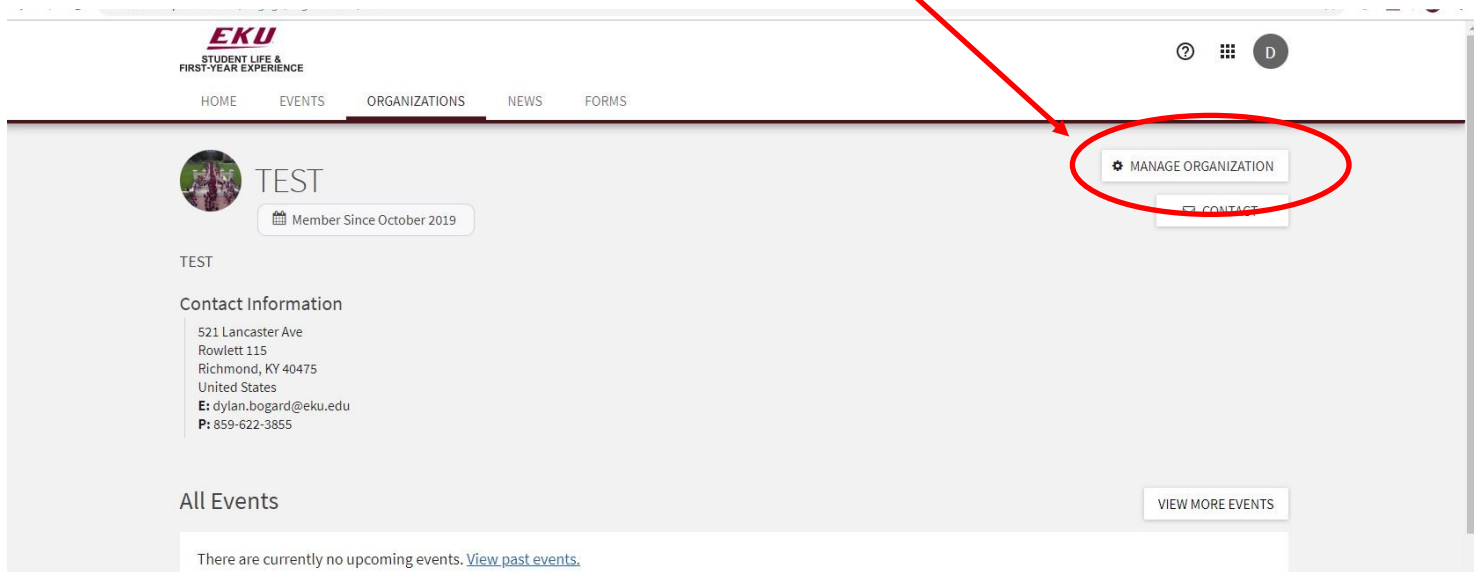 EKU
STUDENT LIFE &
FIRST-YEAR EXPERIENCE
D
HOME EVENTS ORGANIZATIONS NEWS FORMS
TEST
MANAGE ORGANIZATION
Member Since October 2019
CONTACT
TEST
Contact Information
521 Lancaster Ave
Rowlett 115
Richmond, KY 40475
United States
E: dylan.bogard@eku.edu
P: 859-622-3855
All Events
VIEW MORE EVENTS
There are currently no upcoming events. View past events.